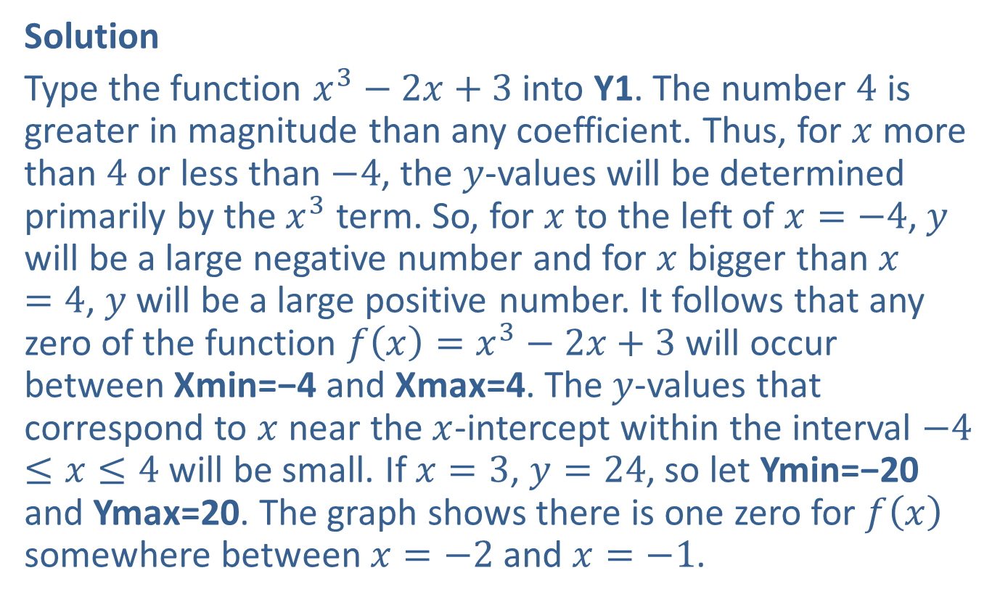 Solution
Type the function x³ − 2x + 3 into Y1. The number 4 is
greater in magnitude than any coefficient. Thus, for x more
than 4 or less than −4, the y-values will be determined
primarily by the x³ term. So, for x to the left of x = −4, y
will be a large negative number and for x bigger than x
= 4, y will be a large positive number. It follows that any
zero of the function f(x) = x³ − 2x + 3 will occur
between Xmin=−4 and Xmax=4. The y-values that
correspond to x near the x-intercept within the interval −4
≤ x ≤ 4 will be small. If x = 3, y = 24, so let Ymin=−20
and Ymax=20. The graph shows there is one zero for f(x)
somewhere between x = −2 and x = −1.